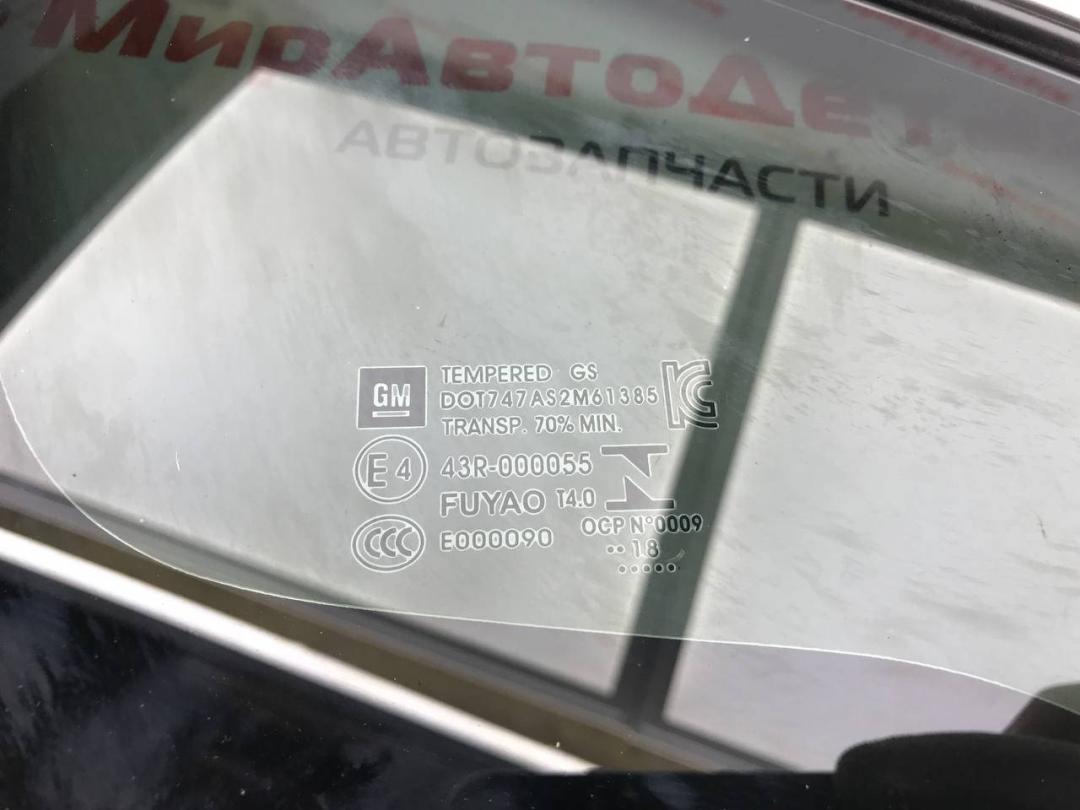 МирАвтоДет
АВТОЗАПЧАСТИ
GM
TEMPERED GS
DOT747AS2M61385
TRANSP. 70% MIN.
E4 43R-000055
FUYAO T4.0
OCP N°0009
CCC E000090
·· 18
·····